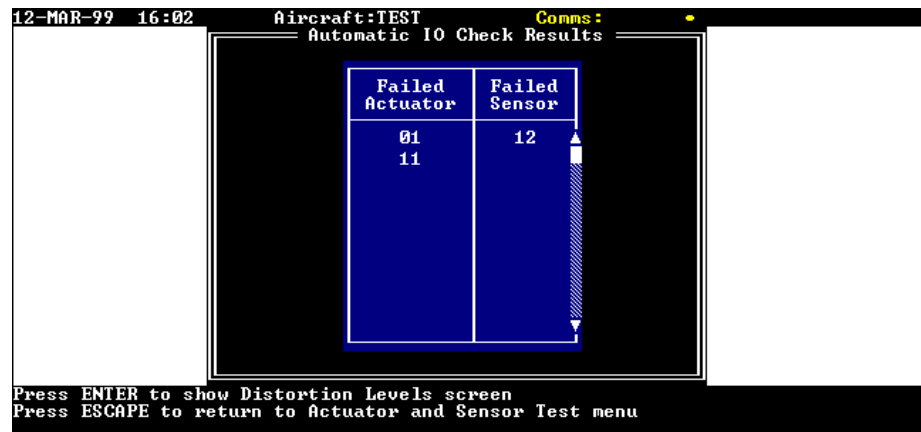 12-MAR-99 16:02 Aircraft:TEST Comms:
Automatic IO Check Results
Failed Actuator Failed Sensor
01 12
11
Press ENTER to show Distortion Levels screen
Press ESCAPE to return to Actuator and Sensor Test menu